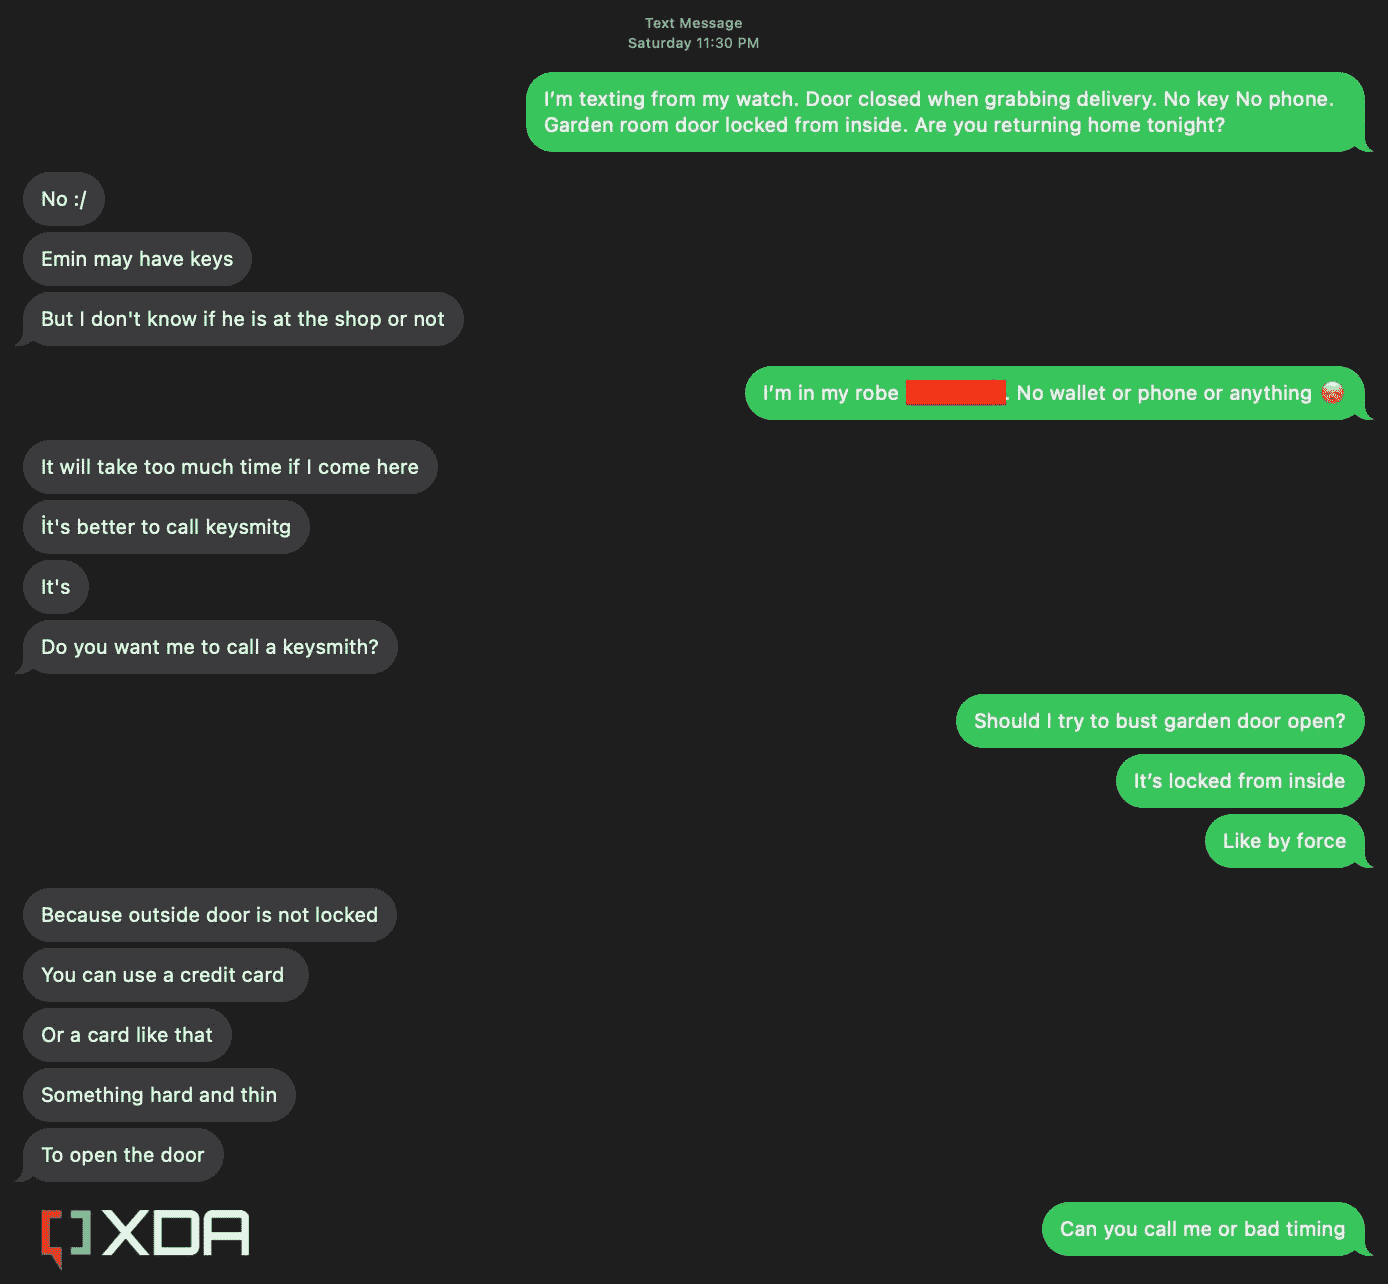 Text Message
Saturday 11:30 PM
I’m texting from my watch. Door closed when grabbing delivery. No key No phone.
Garden room door locked from inside. Are you returning home tonight?
No :/
Emin may have keys
But I don't know if he is at the shop or not
I’m in my robe . No wallet or phone or anything
It will take too much time if I come here
İt's better to call keysmitg
It's
Do you want me to call a keysmith?
Should I try to bust garden door open?
It’s locked from inside
Like by force
Because outside door is not locked
You can use a credit card
Or a card like that
Something hard and thin
To open the door
XDA
Can you call me or bad timing